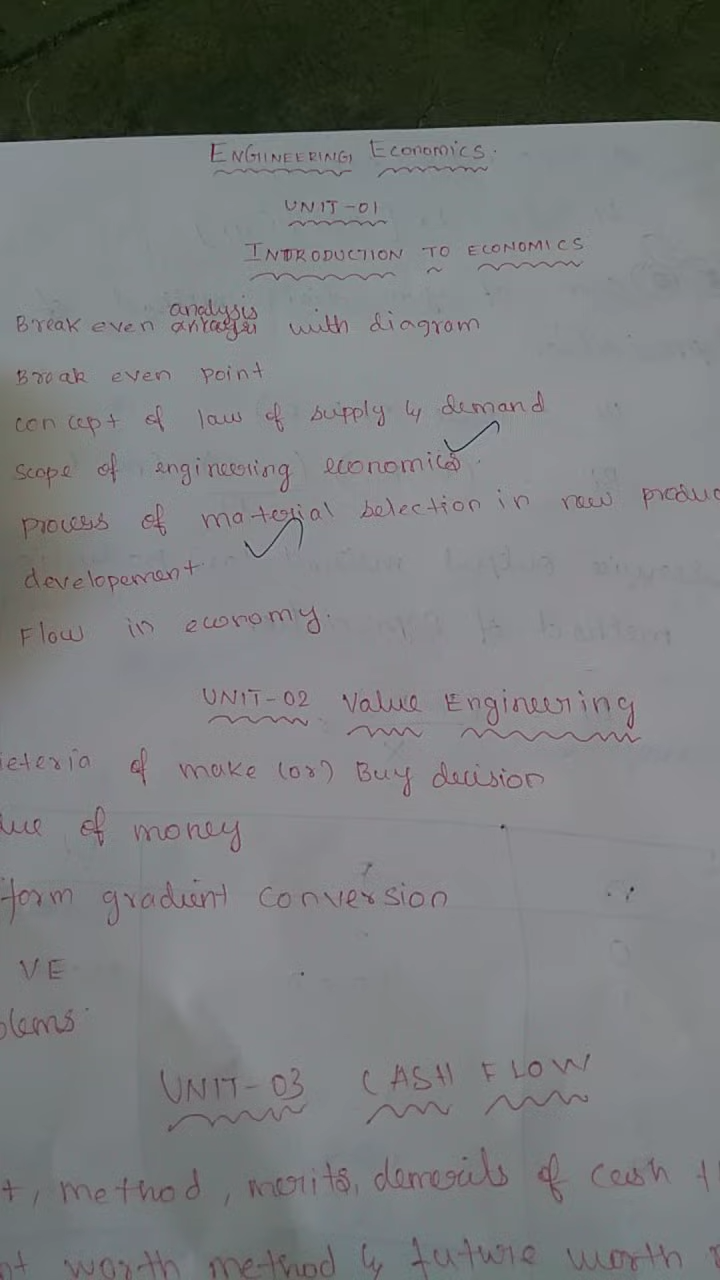 ENGINEERING Economics.
UNIT-01
INTRODUCTION TO ECONOMICS
analysis
Break even with diagram
Break even point
concept of law of supply & demand
scope of engineering economics.
process of material selection in new produc
developement.
Flow in economy.
UNIT-02 Value Engineering
ieteria of make (or) Buy decision
lue of money
form gradient conversion
VE
blems.
UNIT-03 CASH FLOW
t, method, merits, demerits of cash f
nt worth method & future worth